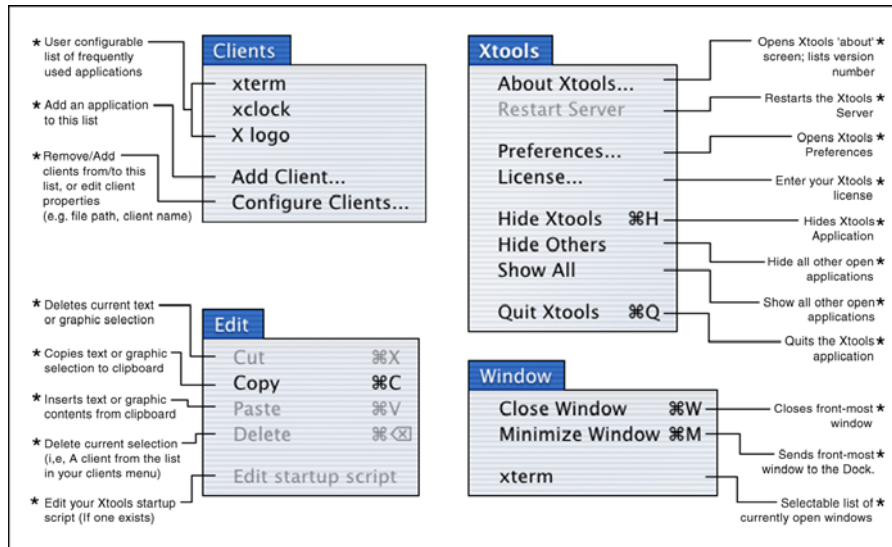 * User configurable
list of frequently
used applications
* Add an application
to this list
* Remove/Add
clients from/to this
list, or edit client
properties
(e.g. file path, client name)
Clients
xterm
xclock
X logo
Add Client...
Configure Clients...
Xtools
About Xtools...
Restart Server
Preferences...
License...
Hide Xtools ⌘H
Hide Others
Show All
Quit Xtools ⌘Q
Opens Xtools 'about' *
screen; lists version
number
Restarts the Xtools *
Server
Opens Xtools *
Preferences
Enter your Xtools *
license
Hides Xtools *
Application
Hide all other open *
applications
Show all other open *
applications
Quits the Xtools *
application
* Deletes current text
or graphic selection
* Copies text or graphic
selection to clipboard
* Inserts text or graphic
contents from clipboard
* Delete current selection
(i,e, A client from the list
in your clients menu)
* Edit your Xtools startup
script (If one exists)
Edit
Cut ⌘X
Copy ⌘C
Paste ⌘V
Delete ⌘⌫
Edit startup script
Window
Close Window ⌘W
Minimize Window ⌘M
xterm
Closes front-most *
window
Sends front-most *
window to the Dock.
Selectable list of *
currently open windows